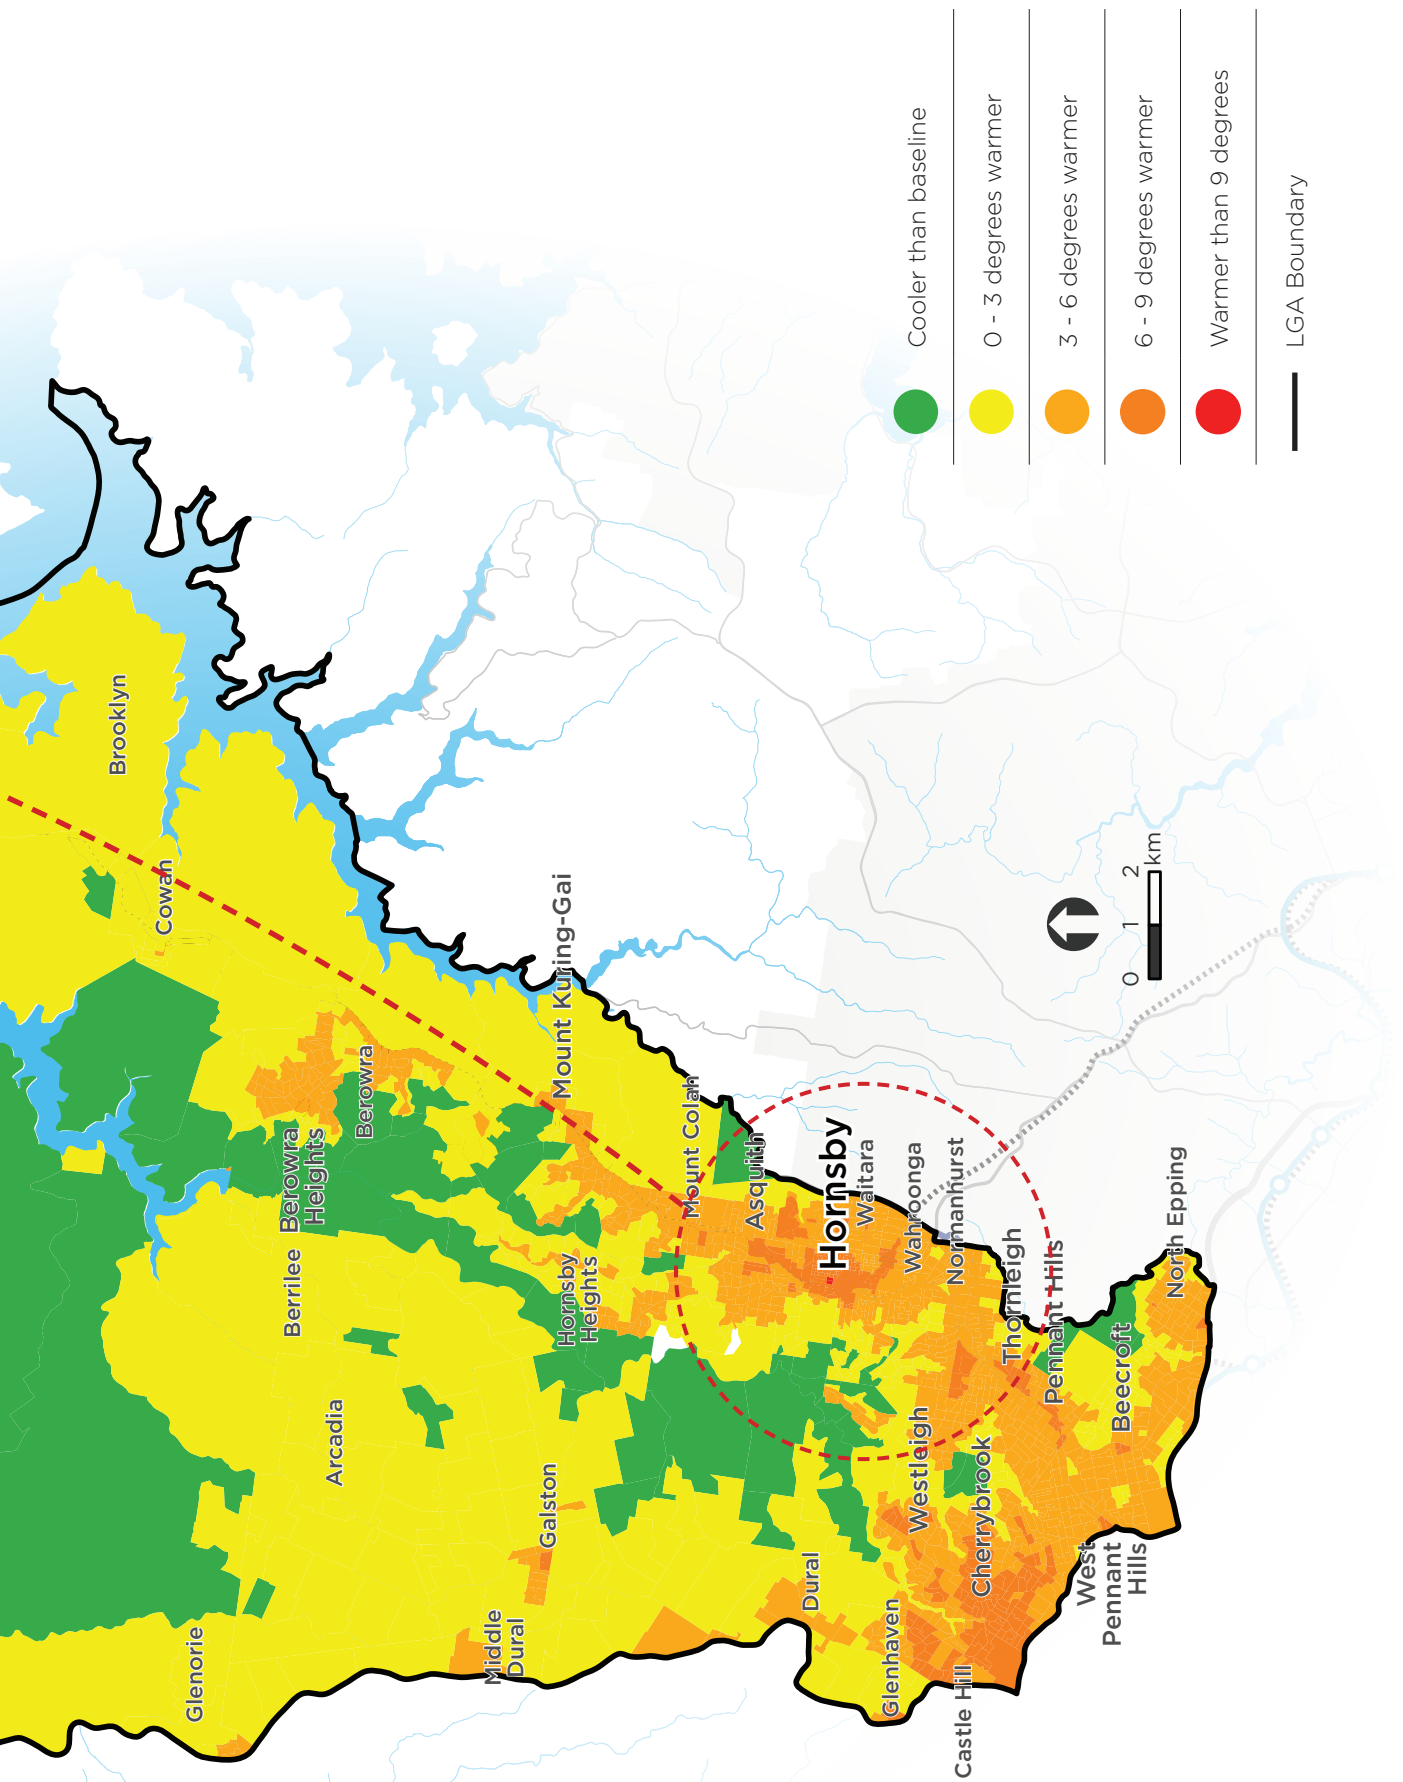 Cooler than baseline
0 - 3 degrees warmer
3 - 6 degrees warmer
6 - 9 degrees warmer
Warmer than 9 degrees
LGA Boundary
Brooklyn
Cowan
Mount Kuring-Gai
Berowra
Berowra
Heights
Berrilee
Mount Colah
Asquith
Hornsby
Waitara
Wahroonga
Normanhurst
Hornsby
Heights
Thornleigh
Pennant Hills
North Epping
Beecroft
Arcadia
Galston
Westleigh
Cherrybrook
Dural
West
Pennant
Hills
Glenorie
Middle
Dural
Glenhaven
Castle Hill
0 1 2
km